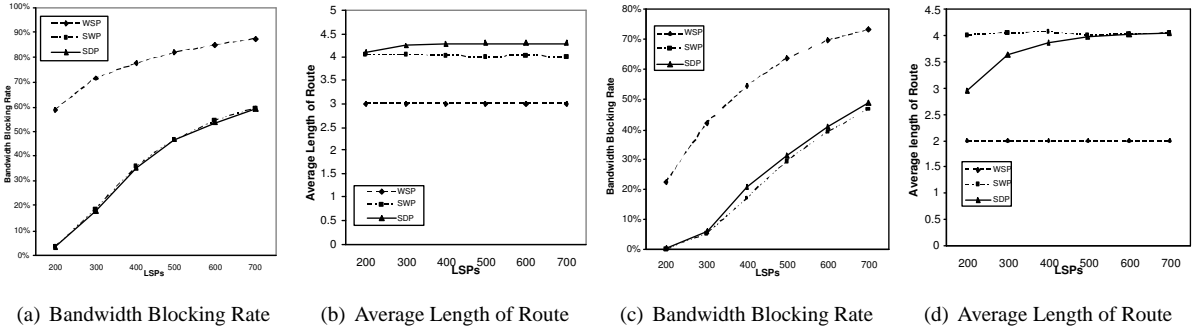 100%
90%
80%
70%
60%
50%
40%
30%
20%
10%
0%
Bandwidth Blocking Rate
WSP
SWP
SDP
200 300 400 500 600 700
LSPs
(a) Bandwidth Blocking Rate
5
4.5
4
3.5
3
2.5
2
1.5
1
0.5
0
Average Length of Route
WSP
SWP
SDP
200 300 400 500 600 700
LSPs
(b) Average Length of Route
80%
70%
60%
50%
40%
30%
20%
10%
0%
Bandwidth Blocking Rate
WSP
SWP
SDP
200 300 400 500 600 700
LSPs
(c) Bandwidth Blocking Rate
4.5
4
3.5
3
2.5
2
1.5
1
0.5
0
Average length of Route
WSP
SWP
SDP
200 300 400 500 600 700
LSPs
(d) Average Length of Route